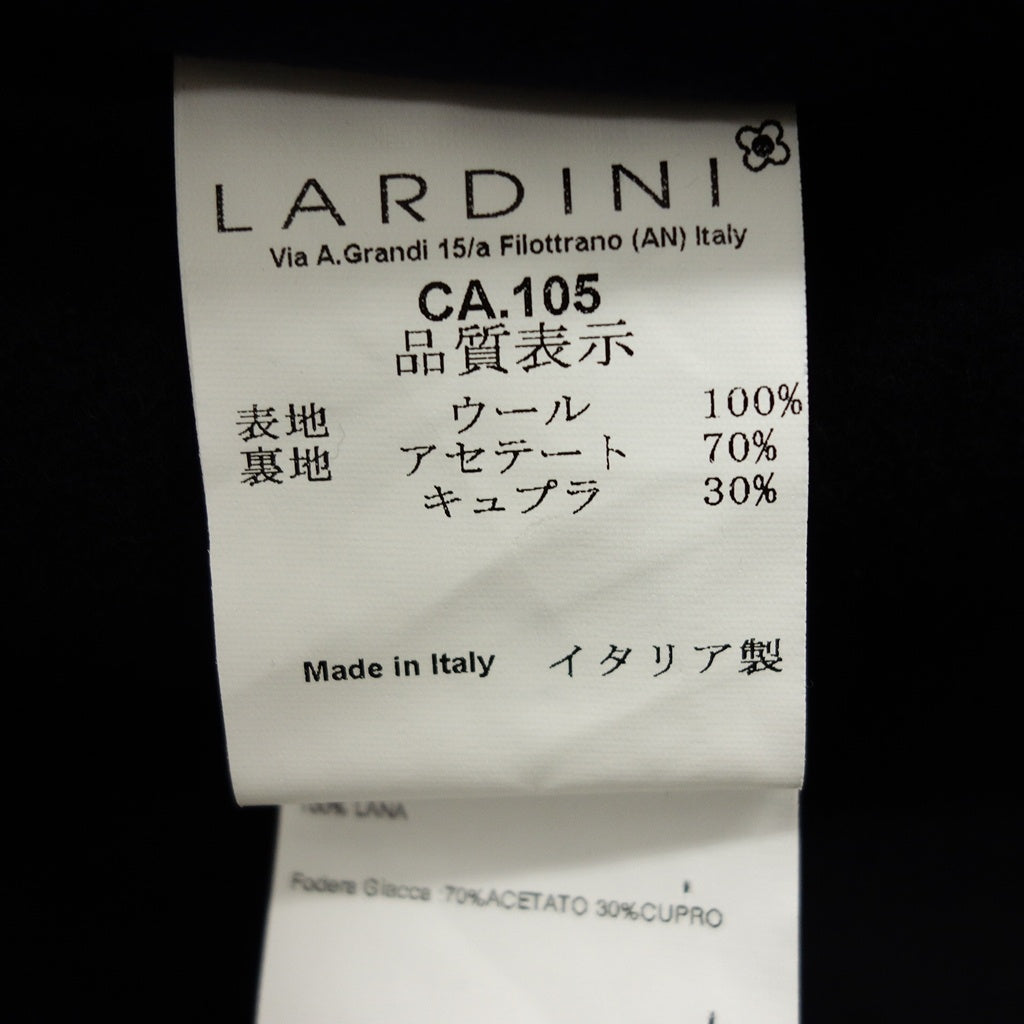 LARDINI
Via A.Grandi 15/a Filottrano (AN) Italy
CA.105
品質表示
表地 ウール 100%
裏地 アセテート 70%
キュプラ 30%
Made in Italy イタリア製
100% LANA
Fodera Giacca 70%ACETATO 30%CUPRO